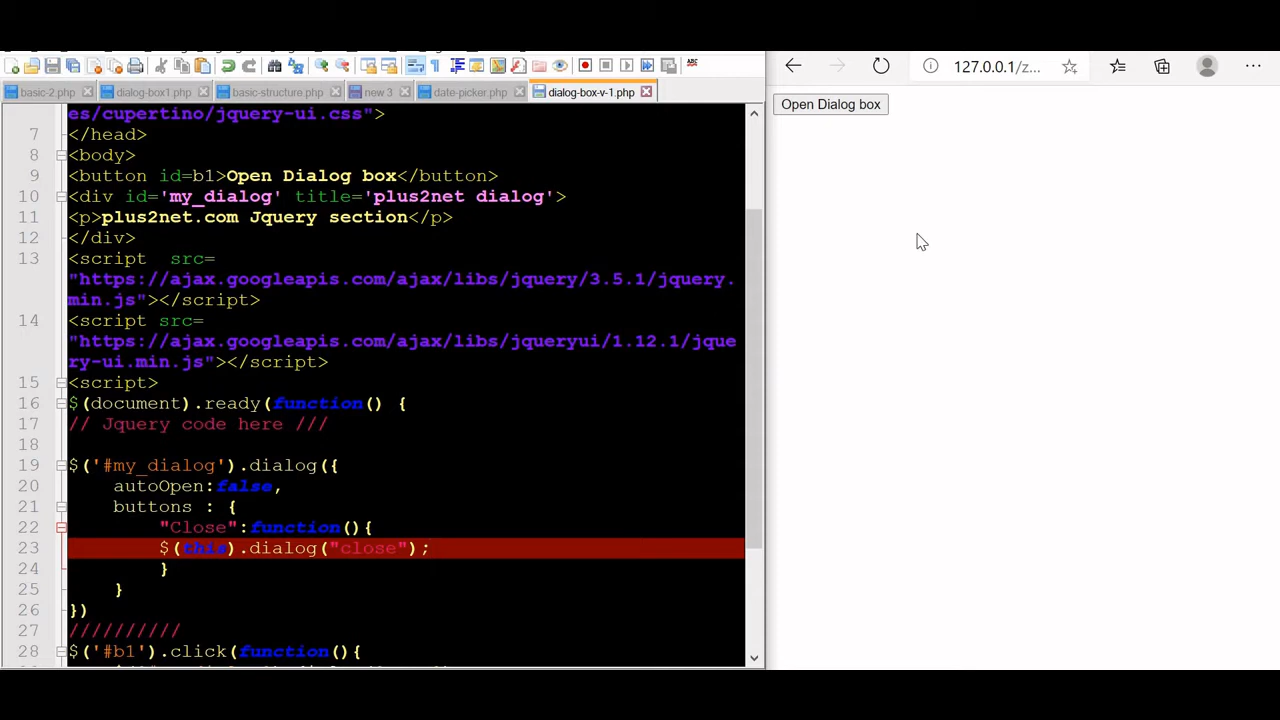 basic-2.php
dialog-box1.php
basic-structure.php
new 3
date-picker.php
dialog-box-v-1.php
127.0.0.1/z...
Open Dialog box
es/cupertino/jquery-ui.css">
7 </head>
8 <body>
9 <button id=b1>Open Dialog box</button>
10 <div id='my_dialog' title='plus2net dialog'>
11 <p>plus2net.com Jquery section</p>
12 </div>
13 <script  src=
"https://ajax.googleapis.com/ajax/libs/jquery/3.5.1/jquery.
min.js"></script>
14 <script src=
"https://ajax.googleapis.com/ajax/libs/jqueryui/1.12.1/jque
ry-ui.min.js"></script>
15 <script>
16 $(document).ready(function() {
17 // Jquery code here ///
18
19 $('#my_dialog').dialog({
20 autoOpen:false,
21 buttons : {
22 "Close":function(){
23 $(this).dialog("close");
24 }
25 }
26 })
27 //////////
28 $('#b1').click(function(){